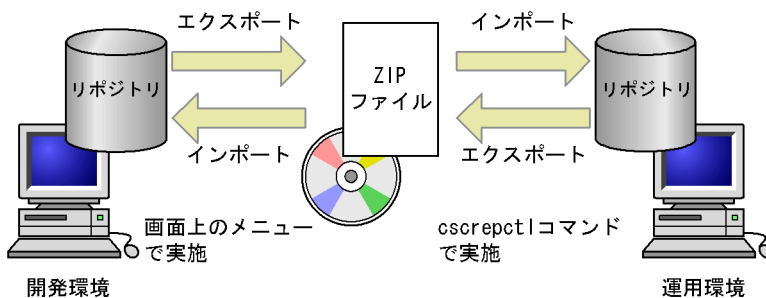 エクスポート
インポート
リポジトリ
ZIP
ファイル
リポジトリ
インポート
エクスポート
画面上のメニュー
で実施
cscrepctlコマンド
で実施
開発環境
運用環境